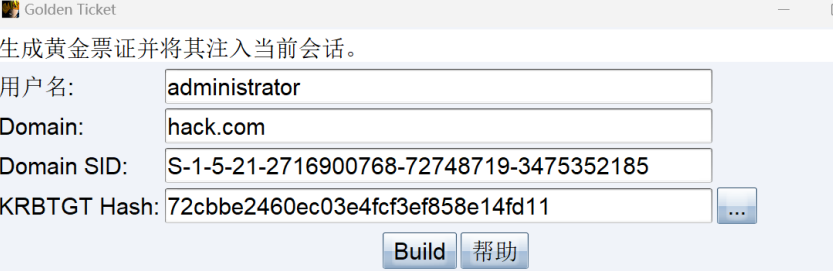 Golden Ticket
生成黄金票证并将其注入当前会话。
用户名: administrator
Domain: hack.com
Domain SID: S-1-5-21-2716900768-72748719-3475352185
KRBTGT Hash: 72cbbe2460ec03e4fcf3ef858e14fd11 ...
Build 帮助